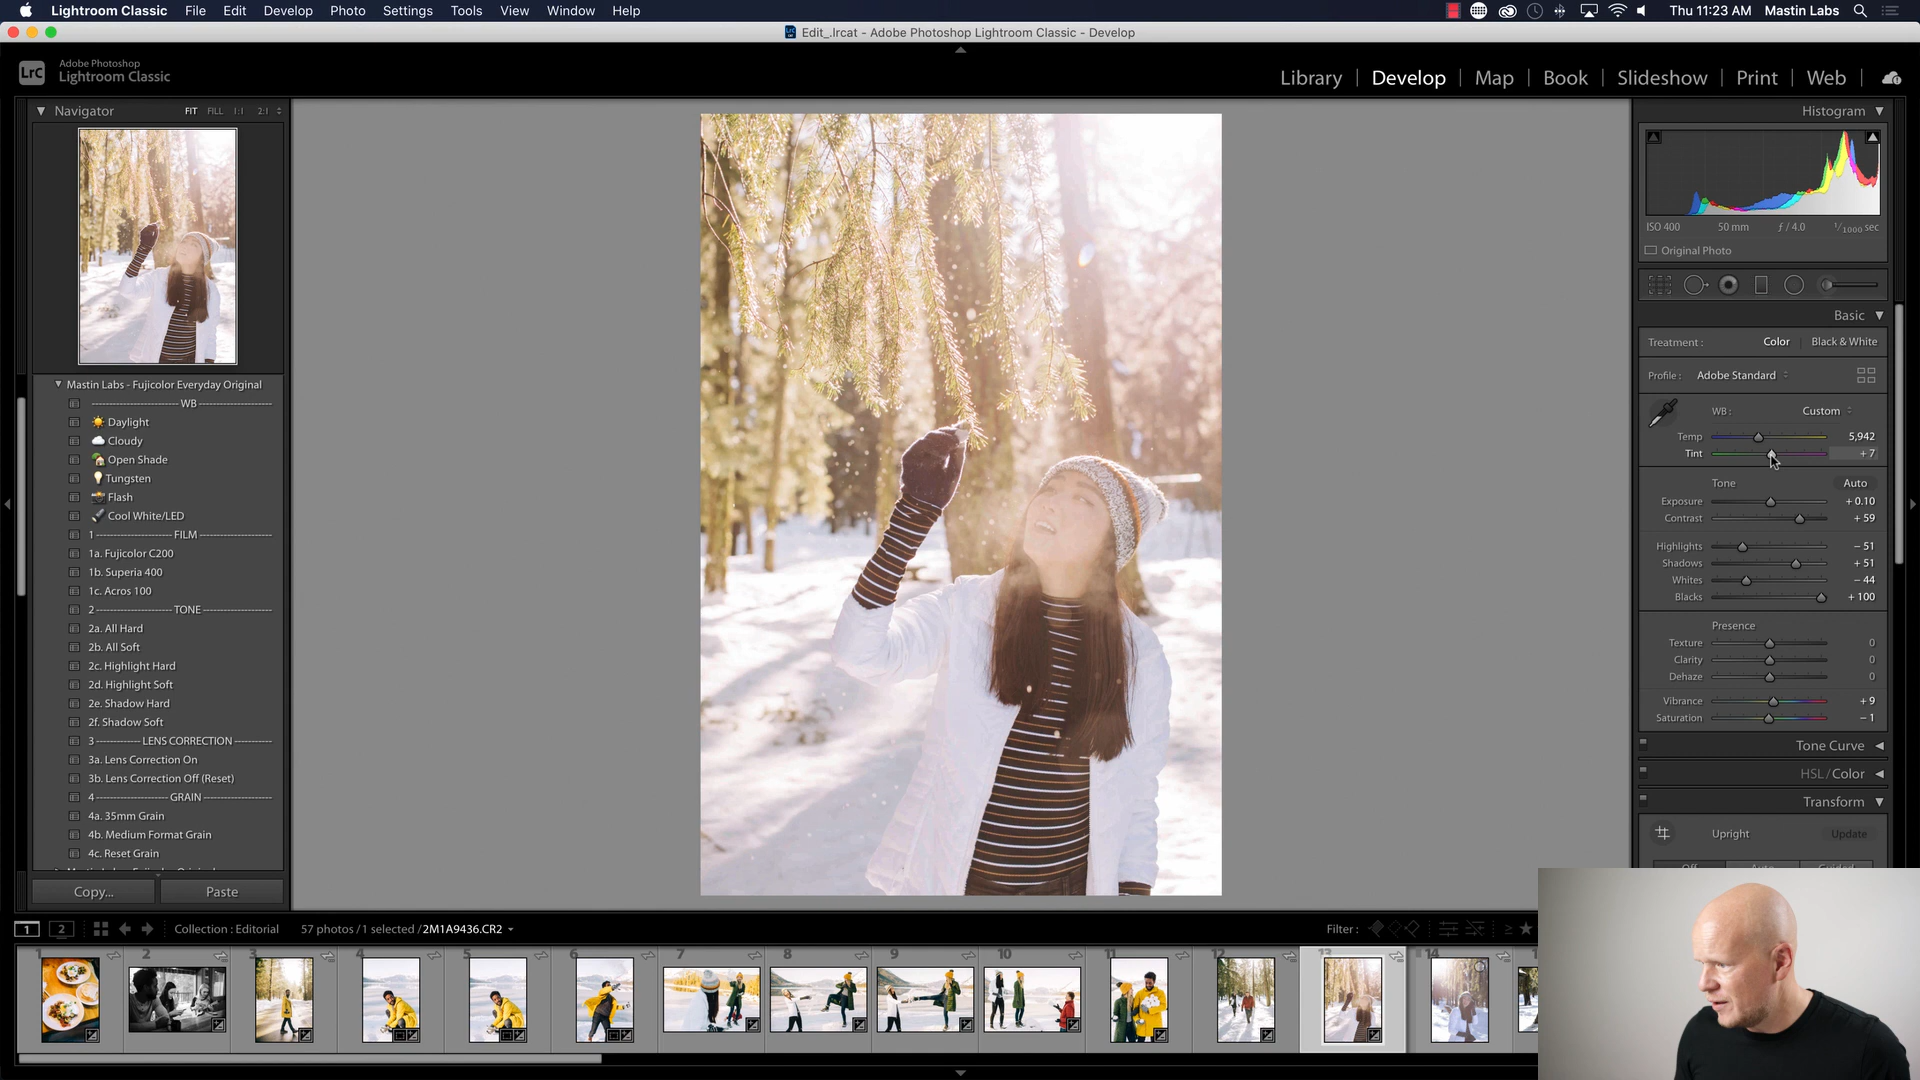 Lightroom Classic File Edit Develop Photo Settings Tools View Window Help Thu 11:23 AM Mastin Labs
Edit_.lrcat - Adobe Photoshop Lightroom Classic - Develop
LrC
Adobe Photoshop
Lightroom Classic
Library | Develop | Map | Book | Slideshow | Print | Web
Navigator FIT FILL 1:1 2:1
Mastin Labs - Fujicolor Everyday Original
WB
Daylight
Cloudy
Open Shade
Tungsten
Flash
Cool White/LED
1 FILM
1a. Fujicolor C200
1b. Superia 400
1c. Acros 100
2 TONE
2a. All Hard
2b. All Soft
2c. Highlight Hard
2d. Highlight Soft
2e. Shadow Hard
2f. Shadow Soft
3 LENS CORRECTION
3a. Lens Correction On
3b. Lens Correction Off (Reset)
4 GRAIN
4a. 35mm Grain
4b. Medium Format Grain
4c. Reset Grain
Copy... Paste
Histogram
ISO 400 50 mm ƒ / 4.0 1/1000 sec
Original Photo
Basic
Treatment : Color | Black & White
Profile : Adobe Standard
WB : Custom
Temp 5,942
Tint + 7
Tone Auto
Exposure + 0.10
Contrast + 59
Highlights − 51
Shadows + 51
Whites − 44
Blacks + 100
Presence
Texture 0
Clarity 0
Dehaze 0
Vibrance + 9
Saturation − 1
Tone Curve
HSL / Color
Transform
Upright Update
1 2 Collection : Editorial 57 photos / 1 selected / 2M1A9436.CR2 Filter : ≥ ★
1 2 3 4 5 6 7 8 9 10 11 12 13 14